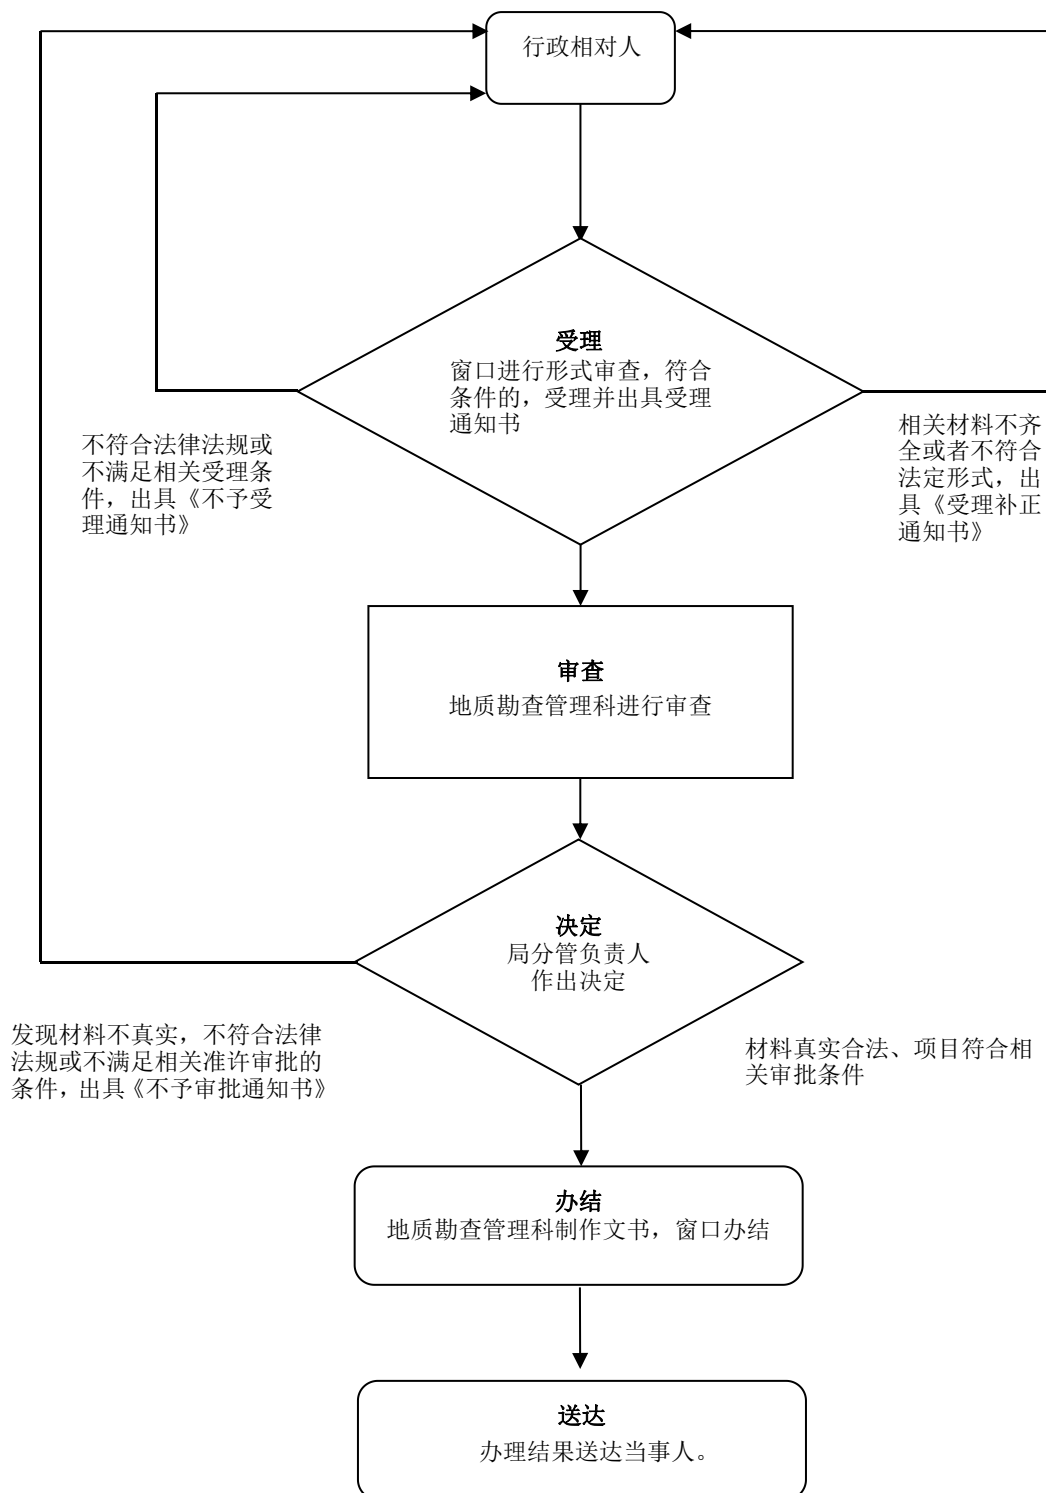 行政相对人
受理
窗口进行形式审查，符合
条件的，受理并出具受理
通知书
不符合法律法规或
不满足相关受理条
件，出具《不予受
理通知书》
相关材料不齐
全或者不符合
法定形式，出
具《受理补正
通知书》
审查
地质勘查管理科进行审查
决定
局分管负责人
作出决定
发现材料不真实，不符合法律
法规或不满足相关准许审批的
条件，出具《不予审批通知书》
材料真实合法、项目符合相
关审批条件
办结
地质勘查管理科制作文书，窗口办结
送达
办理结果送达当事人。